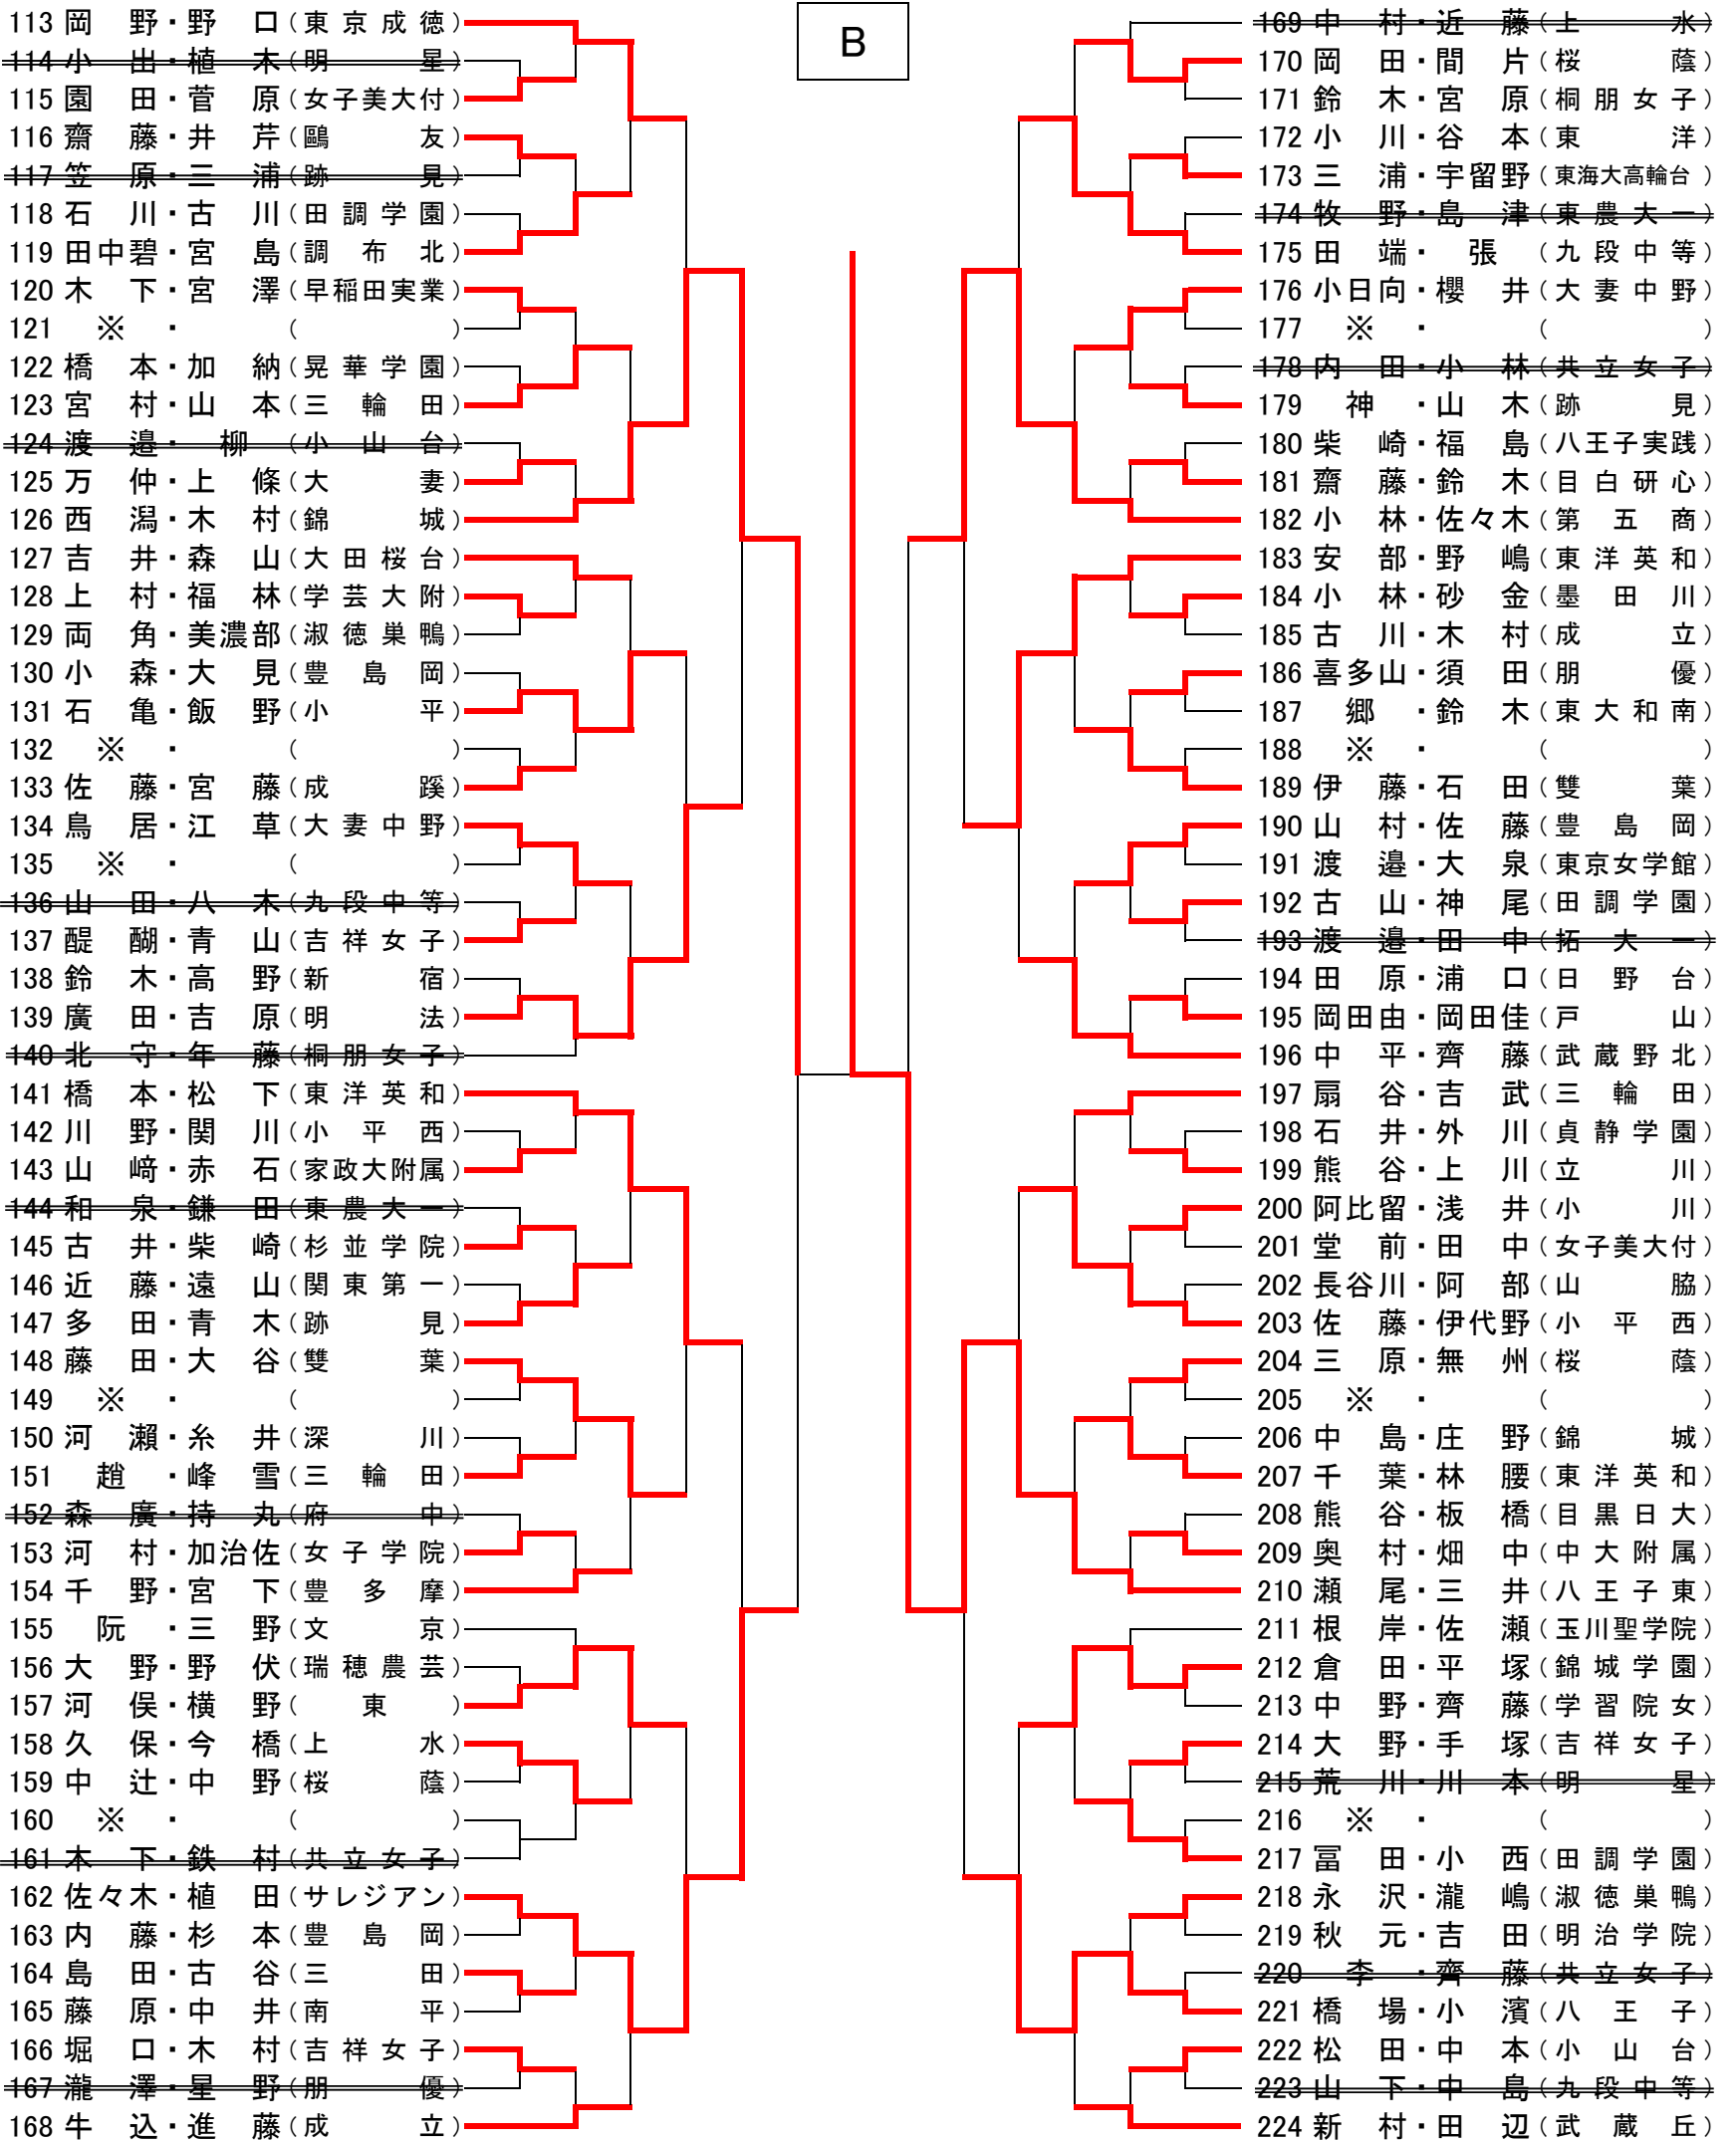 B
113 岡野・野口(東京成徳)
114 小出・植木(明星)
115 園田・菅原(女子美大付)
116 齋藤・井芹(鷗友)
117 笠原・三浦(跡見)
118 石川・古川(田調学園)
119 田中碧・宮島(調布北)
120 木下・宮澤(早稲田実業)
121 ※・( )
122 橋本・加納(晃華学園)
123 宮村・山本(三輪田)
124 渡邉・柳(小山台)
125 万仲・上條(大妻)
126 西潟・木村(錦城)
127 吉井・森山(大田桜台)
128 上村・福林(学芸大附)
129 両角・美濃部(淑徳巣鴨)
130 小森・大見(豊島岡)
131 石亀・飯野(小平)
132 ※・( )
133 佐藤・宮藤(成蹊)
134 鳥居・江草(大妻中野)
135 ※・( )
136 山田・八木(九段中等)
137 醍醐・青山(吉祥女子)
138 鈴木・高野(新宿)
139 廣田・吉原(明法)
140 北守・年藤(桐朋女子)
141 橋本・松下(東洋英和)
142 川野・関川(小平西)
143 山﨑・赤石(家政大附属)
144 和泉・鎌田(東農大一)
145 古井・柴崎(杉並学院)
146 近藤・遠山(関東第一)
147 多田・青木(跡見)
148 藤田・大谷(雙葉)
149 ※・( )
150 河瀬・糸井(深川)
151 趙・峰雪(三輪田)
152 森廣・持丸(府中)
153 河村・加治佐(女子学院)
154 千野・宮下(豊多摩)
155 阮・三野(文京)
156 大野・野伏(瑞穂農芸)
157 河俣・横野(東)
158 久保・今橋(上水)
159 中辻・中野(桜蔭)
160 ※・( )
161 木下・鉄村(共立女子)
162 佐々木・植田(サレジアン)
163 内藤・杉本(豊島岡)
164 島田・古谷(三田)
165 藤原・中井(南平)
166 堀口・木村(吉祥女子)
167 瀧澤・星野(朋優)
168 牛込・進藤(成立)
169 中村・近藤(上水)
170 岡田・間片(桜蔭)
171 鈴木・宮原(桐朋女子)
172 小川・谷本(東洋)
173 三浦・宇留野(東海大高輪台)
174 牧野・島津(東農大一)
175 田端・張(九段中等)
176 小日向・櫻井(大妻中野)
177 ※・( )
178 内田・小林(共立女子)
179 神・山木(跡見)
180 柴崎・福島(八王子実践)
181 齋藤・鈴木(目白研心)
182 小林・佐々木(第五商)
183 安部・野嶋(東洋英和)
184 小林・砂金(墨田川)
185 古川・木村(成立)
186 喜多山・須田(朋優)
187 郷・鈴木(東大和南)
188 ※・( )
189 伊藤・石田(雙葉)
190 山村・佐藤(豊島岡)
191 渡邉・大泉(東京女学館)
192 古山・神尾(田調学園)
193 渡邉・田中(拓大一)
194 田原・浦口(日野台)
195 岡田由・岡田佳(戸山)
196 中平・齊藤(武蔵野北)
197 扇谷・吉武(三輪田)
198 石井・外川(貞静学園)
199 熊谷・上川(立川)
200 阿比留・浅井(小川)
201 堂前・田中(女子美大付)
202 長谷川・阿部(山脇)
203 佐藤・伊代野(小平西)
204 三原・無州(桜蔭)
205 ※・( )
206 中島・庄野(錦城)
207 千葉・林腰(東洋英和)
208 熊谷・板橋(目黒日大)
209 奥村・畑中(中大附属)
210 瀬尾・三井(八王子東)
211 根岸・佐瀬(玉川聖学院)
212 倉田・平塚(錦城学園)
213 中野・齊藤(学習院女)
214 大野・手塚(吉祥女子)
215 荒川・川本(明星)
216 ※・( )
217 冨田・小西(田調学園)
218 永沢・瀧嶋(淑徳巣鴨)
219 秋元・吉田(明治学院)
220 李・齊藤(共立女子)
221 橋場・小濱(八王子)
222 松田・中本(小山台)
223 山下・中島(九段中等)
224 新村・田辺(武蔵丘)